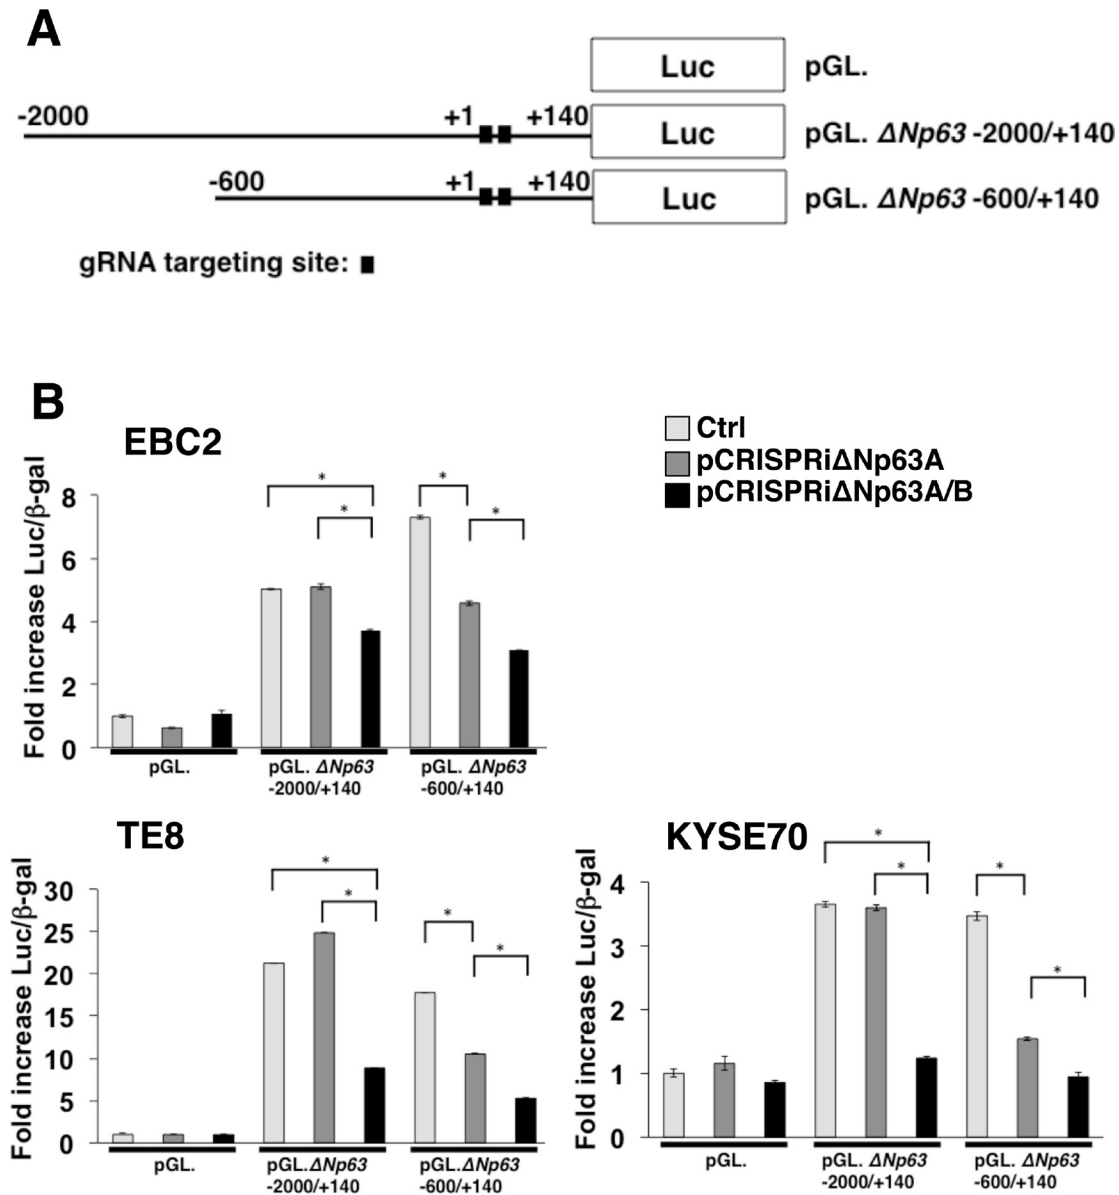 A
Luc pGL.
-2000 +1 +140 Luc pGL. ΔNp63 -2000/+140
-600 +1 +140 Luc pGL. ΔNp63 -600/+140
gRNA targeting site:
B
EBC2
Ctrl
pCRISPRiΔNp63A
pCRISPRiΔNp63A/B
Fold increase Luc/β-gal
8
6
4
2
0
* * * *
pGL. pGL. ΔNp63 pGL. ΔNp63
-2000/+140 -600/+140
TE8
Fold increase Luc/β-gal
30
25
20
15
10
5
0
* * * *
pGL. pGL.ΔNp63 pGL.ΔNp63
-2000/+140 -600/+140
KYSE70
Fold increase Luc/β-gal
4
3
2
1
0
* * * *
pGL. pGL. ΔNp63 pGL. ΔNp63
-2000/+140 -600/+140